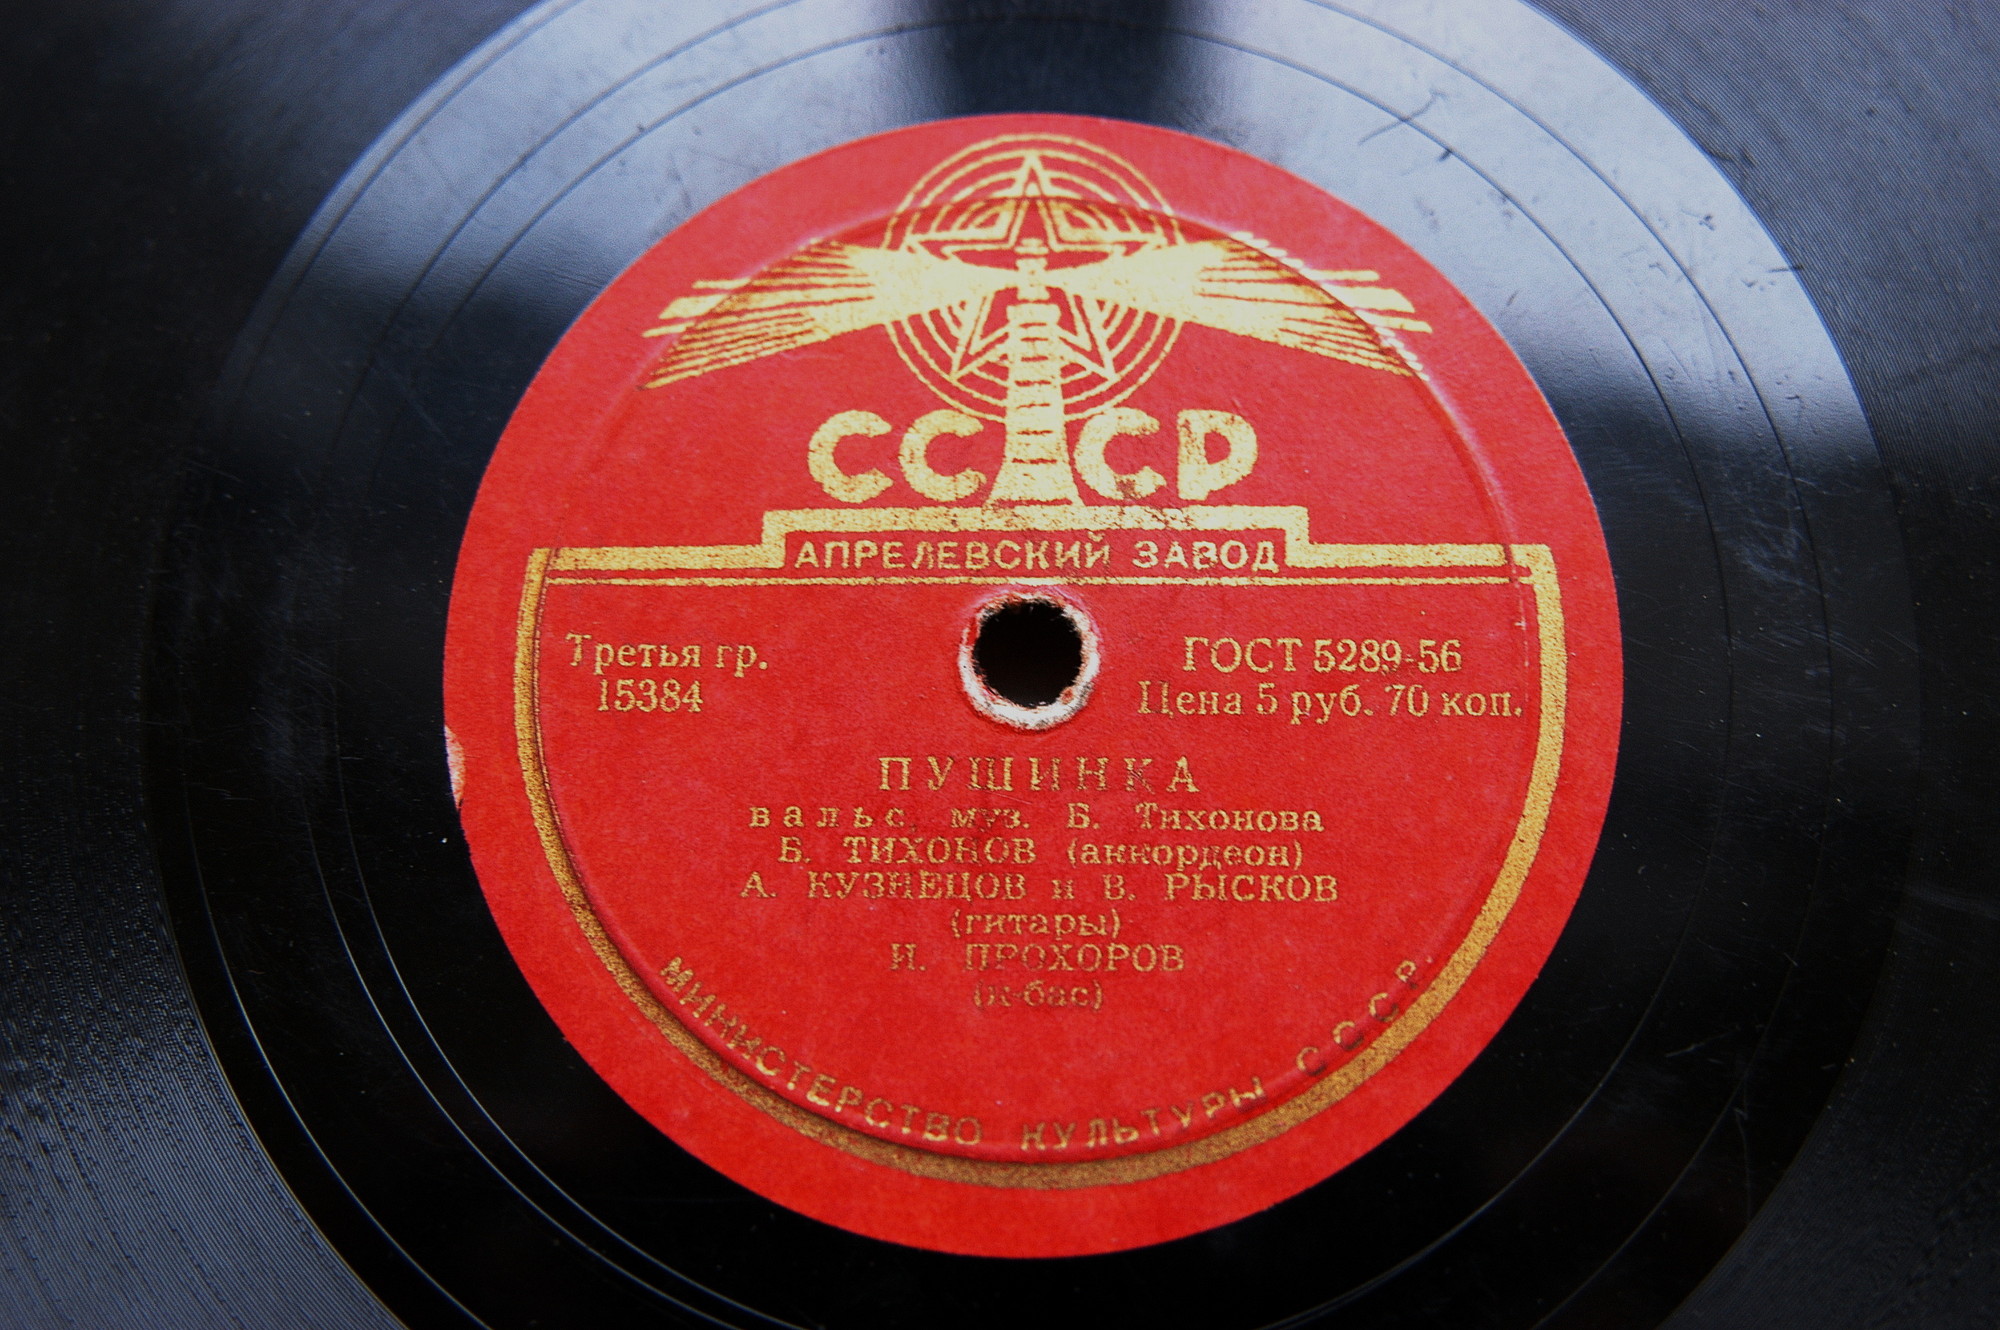 СССР
АПРЕЛЕВСКИЙ ЗАВОД
Третья гр.
15384
ГОСТ 5289-56
Цена 5 руб. 70 коп.
ПУШИНКА
вальс, муз. Б. Тихонова
Б. ТИХОНОВ (аккордеон)
А. КУЗНЕЦОВ и В. РЫСКОВ
(гитары)
И. ПРОХОРОВ
(к-бас)
МИНИСТЕРСТВО КУЛЬТУРЫ СССР